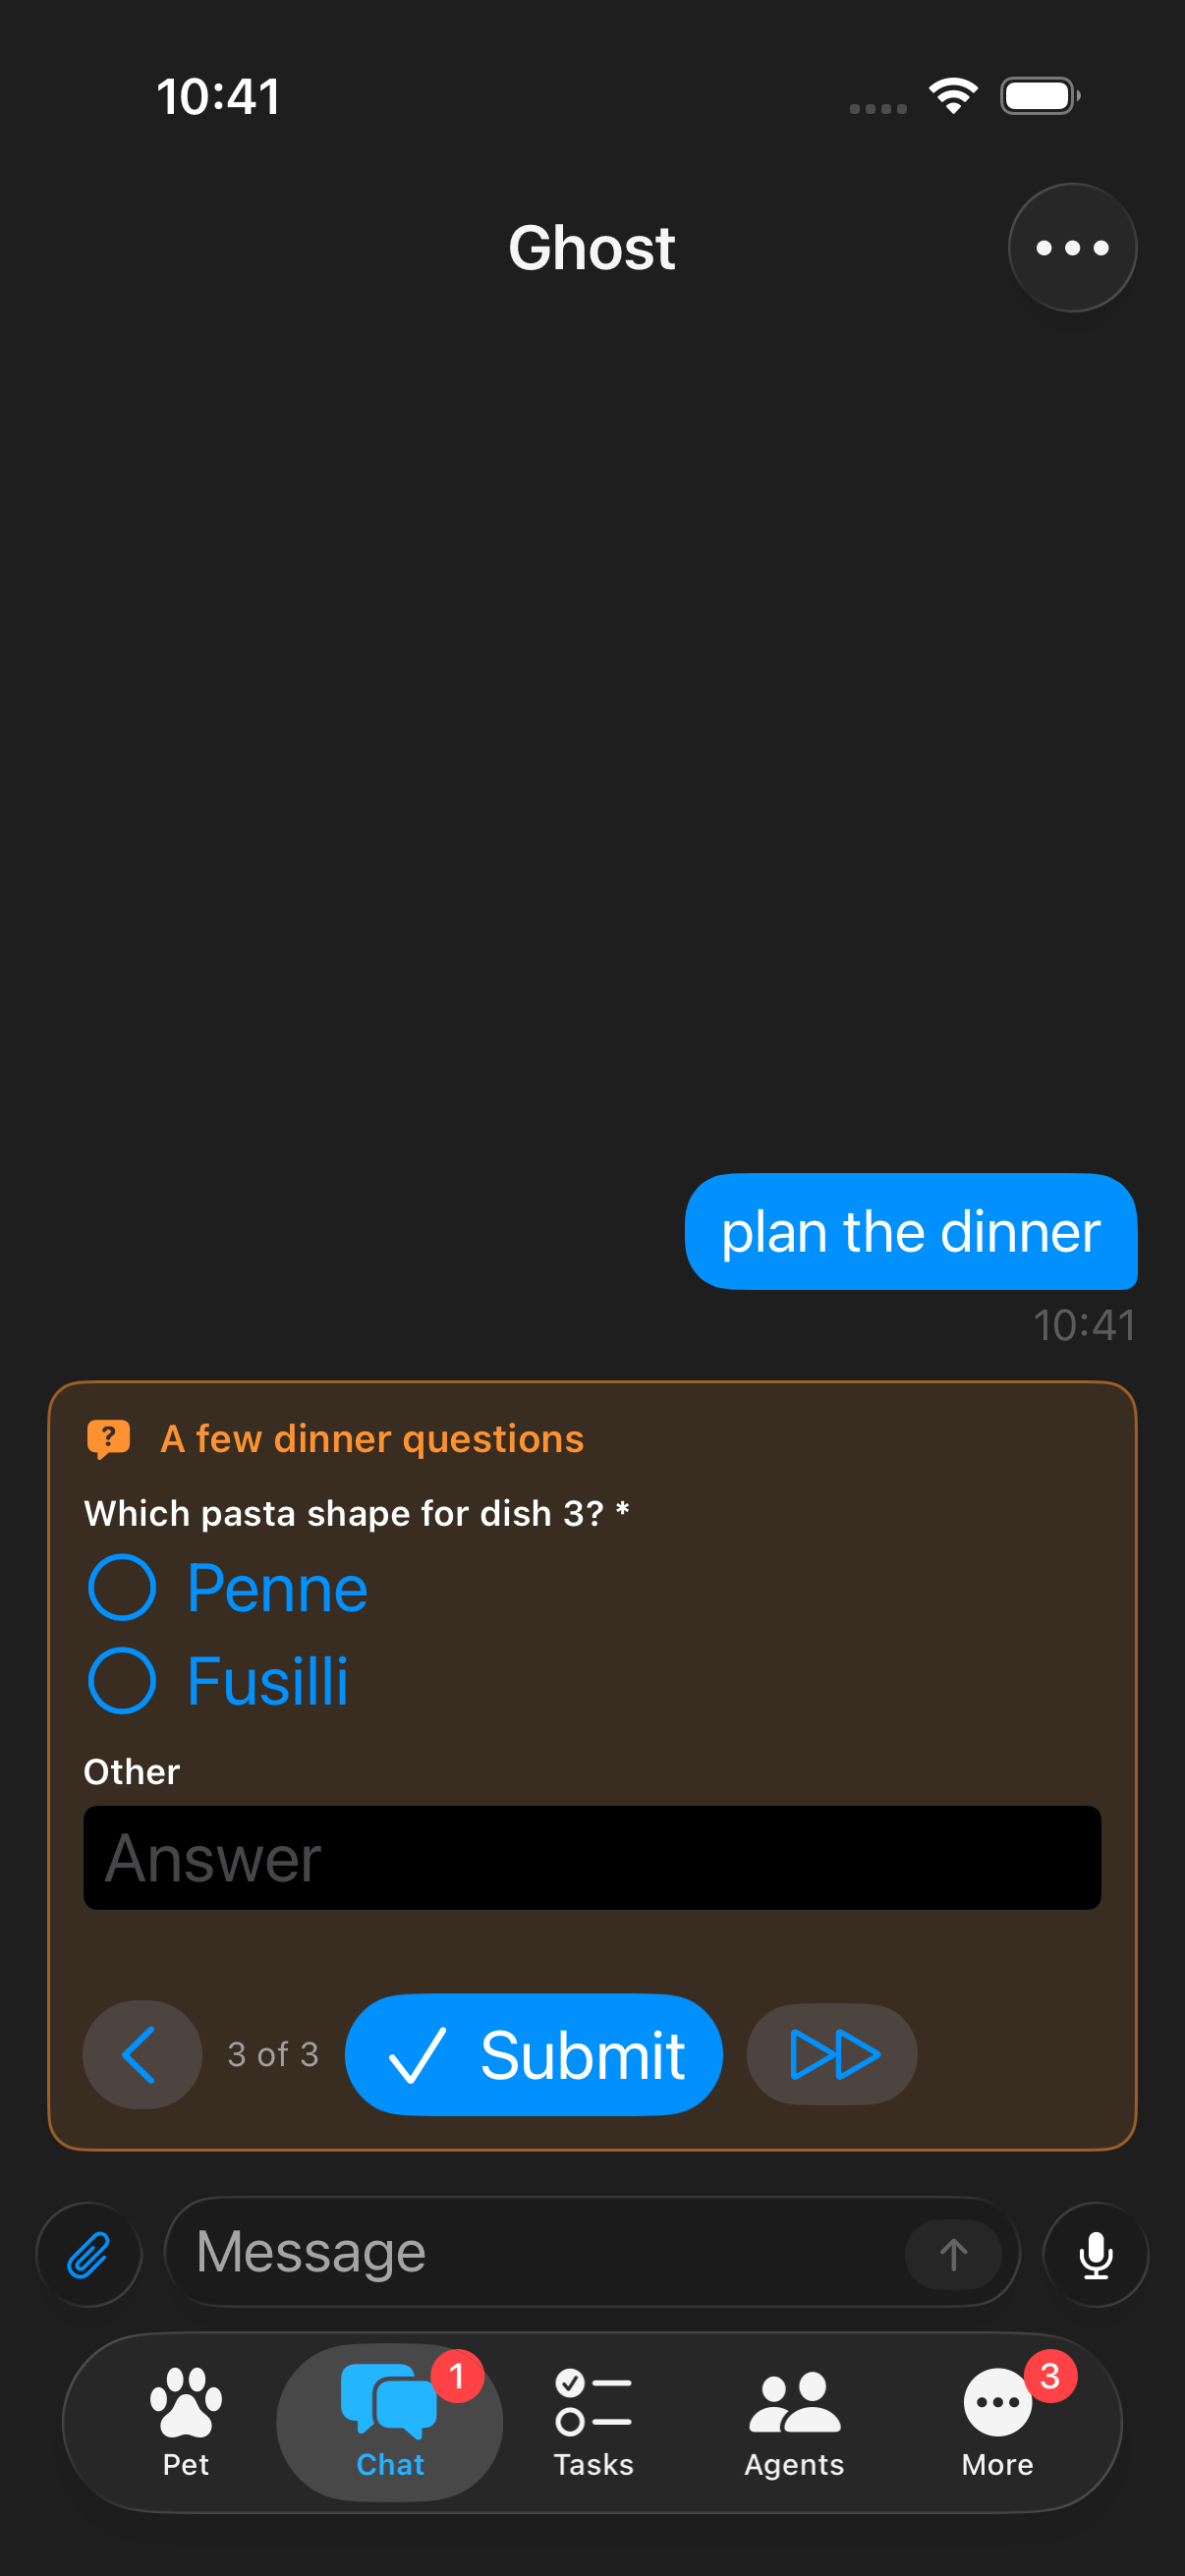 10:41
Ghost
plan the dinner
10:41
A few dinner questions
Which pasta shape for dish 3? *
Penne
Fusilli
Other
Answer
3 of 3
Submit
Message
1
3
Pet
Chat
Tasks
Agents
More